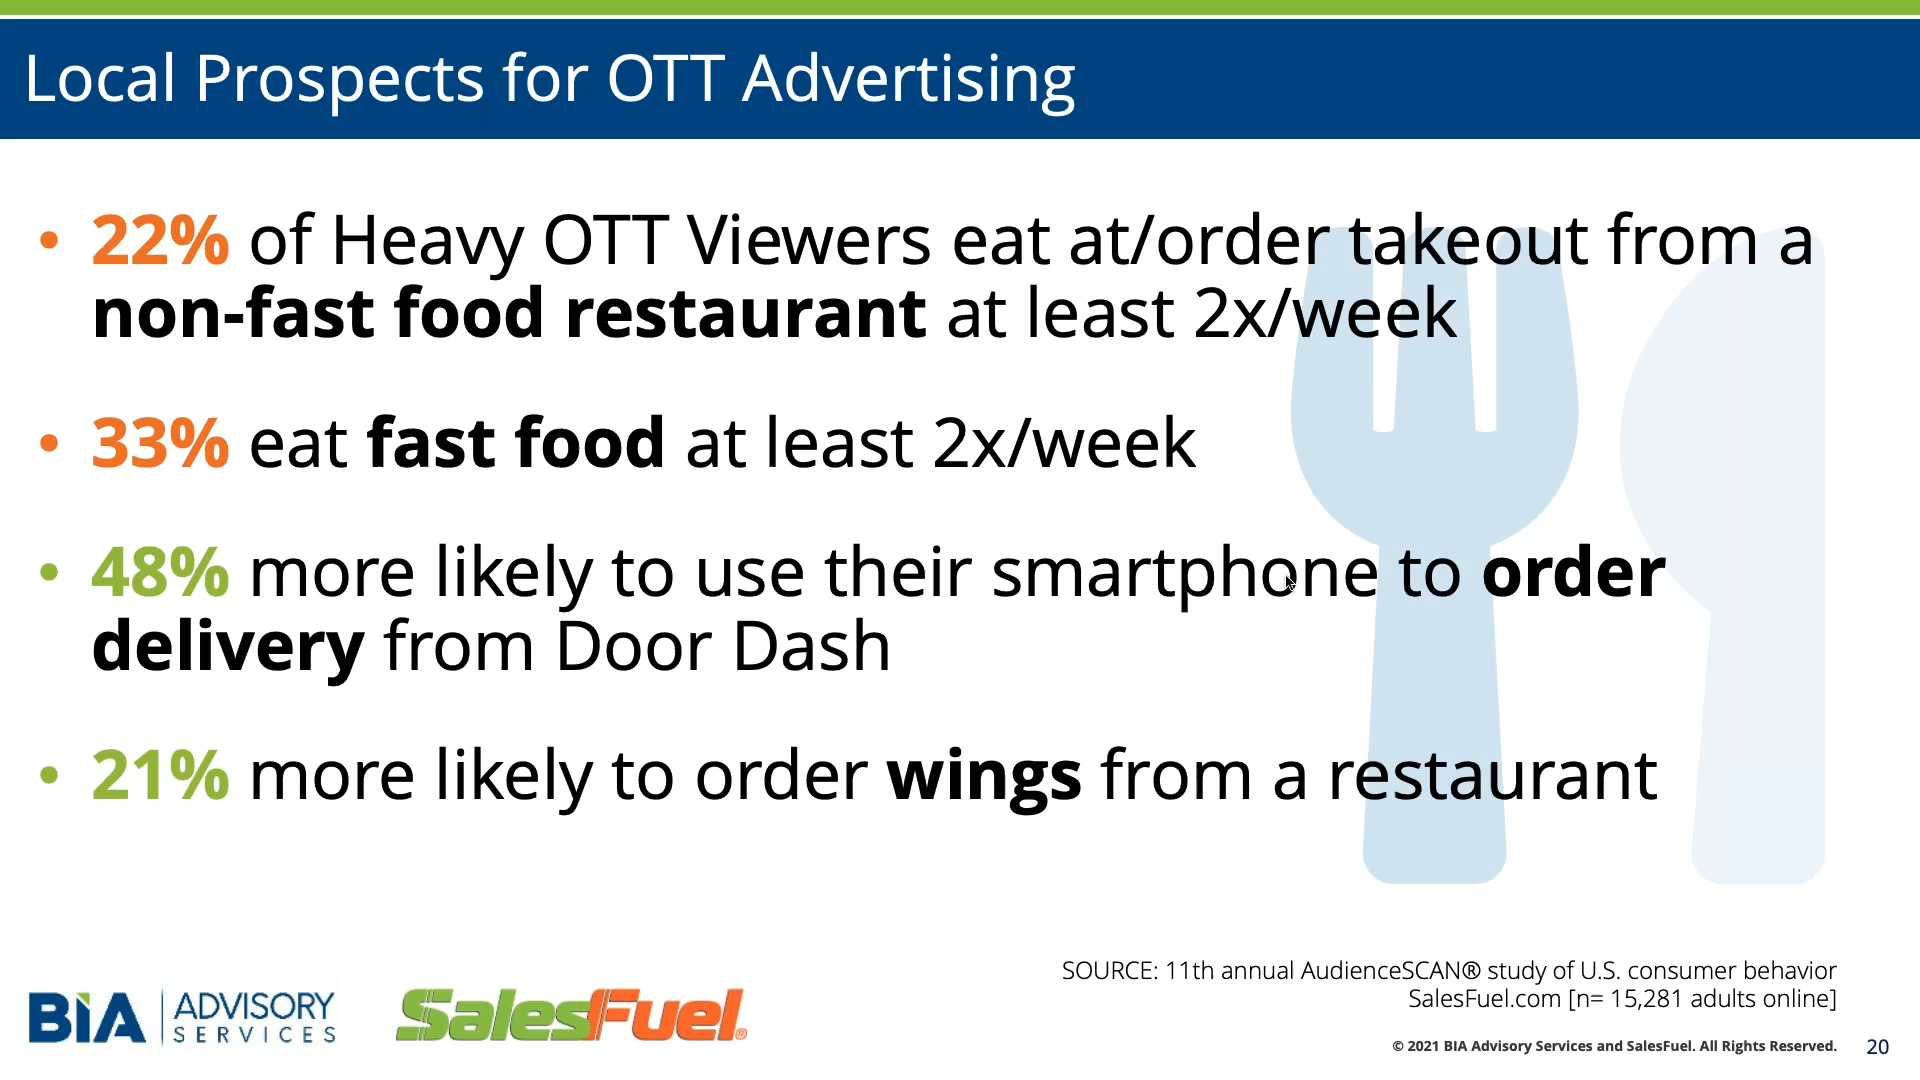 Local Prospects for OTT Advertising
• 22% of Heavy OTT Viewers eat at/order takeout from a
non-fast food restaurant at least 2x/week
• 33% eat fast food at least 2x/week
• 48% more likely to use their smartphone to order
delivery from Door Dash
• 21% more likely to order wings from a restaurant
SOURCE: 11th annual AudienceSCAN® study of U.S. consumer behavior
SalesFuel.com [n= 15,281 adults online]
BiA ADVISORY
SERVICES
SalesFuel®
© 2021 BIA Advisory Services and SalesFuel. All Rights Reserved.
20